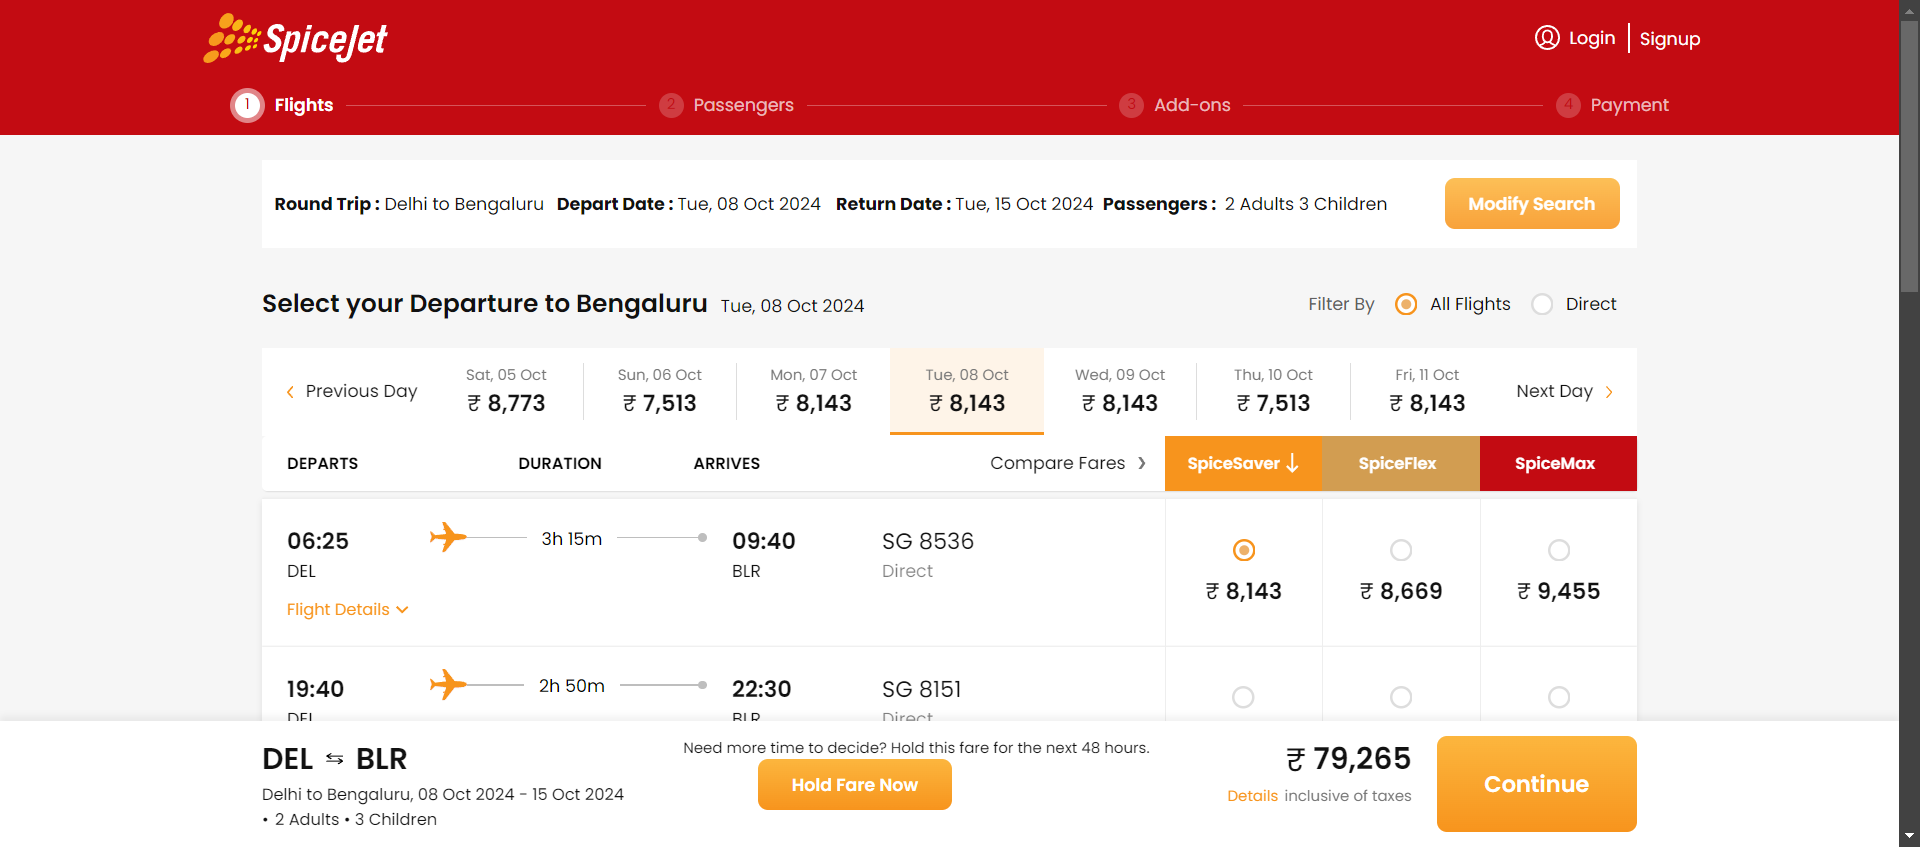 SpiceJet
Login
Signup
1 Flights
2 Passengers
3 Add-ons
4 Payment
Round Trip : Delhi to Bengaluru Depart Date : Tue, 08 Oct 2024 Return Date : Tue, 15 Oct 2024 Passengers : 2 Adults 3 Children
Modify Search
Select your Departure to Bengaluru Tue, 08 Oct 2024
Filter By All Flights Direct
Previous Day
Sat, 05 Oct
₹ 8,773
Sun, 06 Oct
₹ 7,513
Mon, 07 Oct
₹ 8,143
Tue, 08 Oct
₹ 8,143
Wed, 09 Oct
₹ 8,143
Thu, 10 Oct
₹ 7,513
Fri, 11 Oct
₹ 8,143
Next Day
DEPARTS DURATION ARRIVES Compare Fares SpiceSaver ↓ SpiceFlex SpiceMax
06:25 3h 15m 09:40 SG 8536
DEL BLR Direct
Flight Details
₹ 8,143 ₹ 8,669 ₹ 9,455
19:40 2h 50m 22:30 SG 8151
DEL BLR Direct
DEL ⇆ BLR
Delhi to Bengaluru, 08 Oct 2024 - 15 Oct 2024
• 2 Adults • 3 Children
Need more time to decide? Hold this fare for the next 48 hours.
Hold Fare Now
₹ 79,265
Details inclusive of taxes
Continue